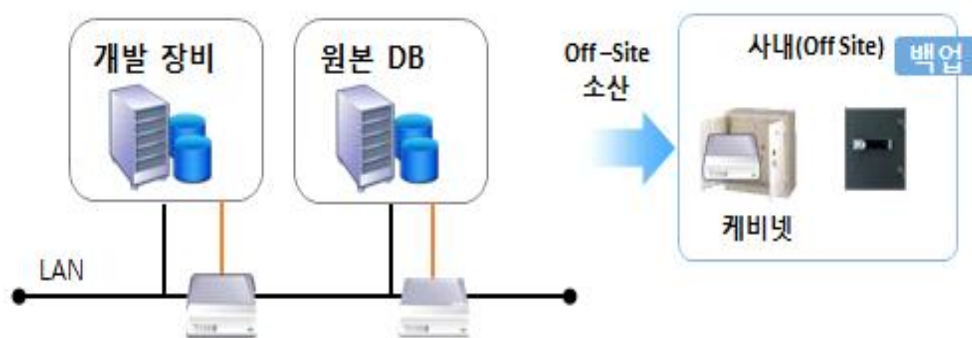 개발 장비
원본 DB
Off–Site
소산
사내(Off Site)
백업
케비넷
LAN